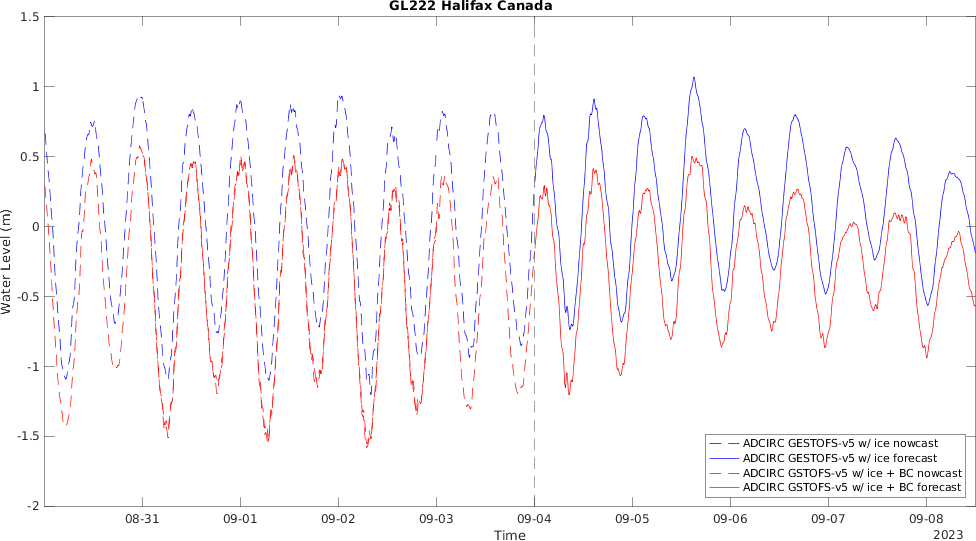 GL222 Halifax Canada
1.5
1
0.5
0
-0.5
-1
-1.5
-2
Water Level (m)
ADCIRC GESTOFS-v5 w/ ice nowcast
ADCIRC GESTOFS-v5 w/ ice forecast
ADCIRC GSTOFS-v5 w/ ice + BC nowcast
ADCIRC GSTOFS-v5 w/ ice + BC forecast
08-31 09-01 09-02 09-03 09-04 09-05 09-06 09-07 09-08
Time
2023